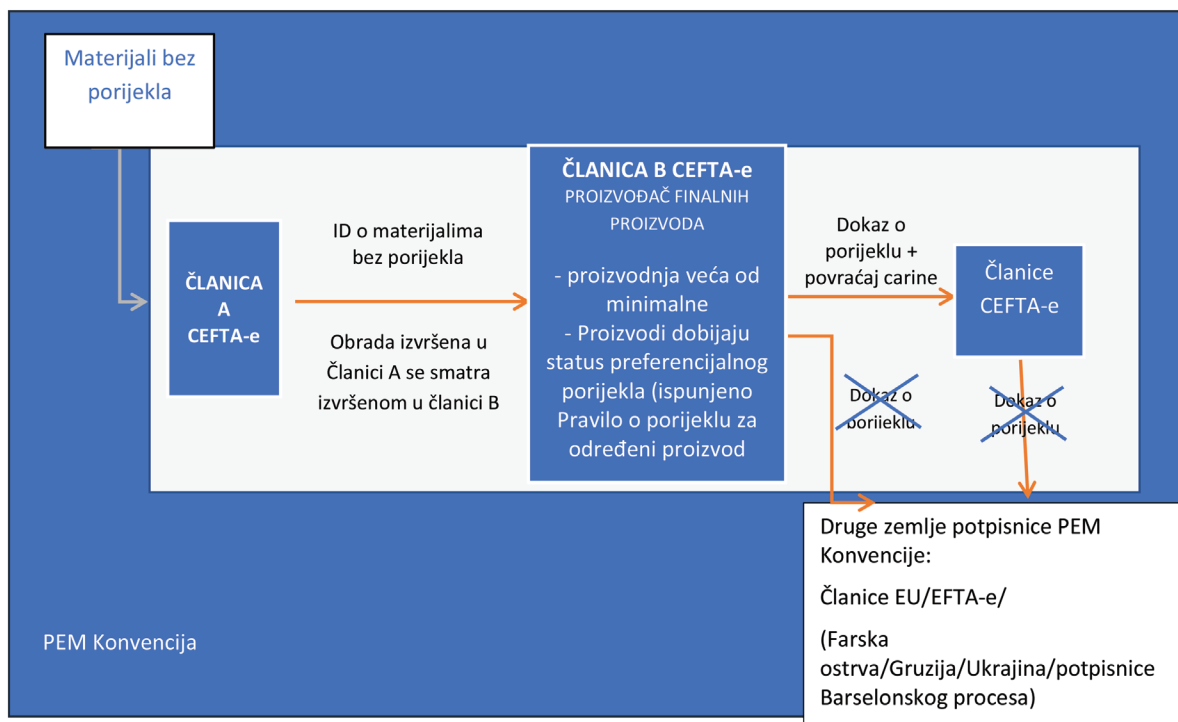 Materijali bez
porijekla
ČLANICA
A
CEFTA-e
ID o materijalima
bez porijekla
Obrada izvršena u
Članici A se smatra
izvršenom u članici B
ČLANICA B CEFTA-e
PROIZVOĐAČ FINALNIH
PROIZVODA
- proizvodnja veća od
minimalne
- Proizvodi dobijaju
status preferencijalnog
porijekla (ispunjeno
Pravilo o porijeklu za
određeni proizvod
Dokaz o
porijeklu +
povraćaj carine
Članice
CEFTA-e
Dokaz o
boriieklu
Dokaz o
porijeklu
Druge zemlje potpisnice PEM
Konvencije:
Članice EU/EFTA-e/
(Farska
ostrva/Gruzija/Ukrajina/potpisnice
Barselonskog procesa)
PEM Konvencija